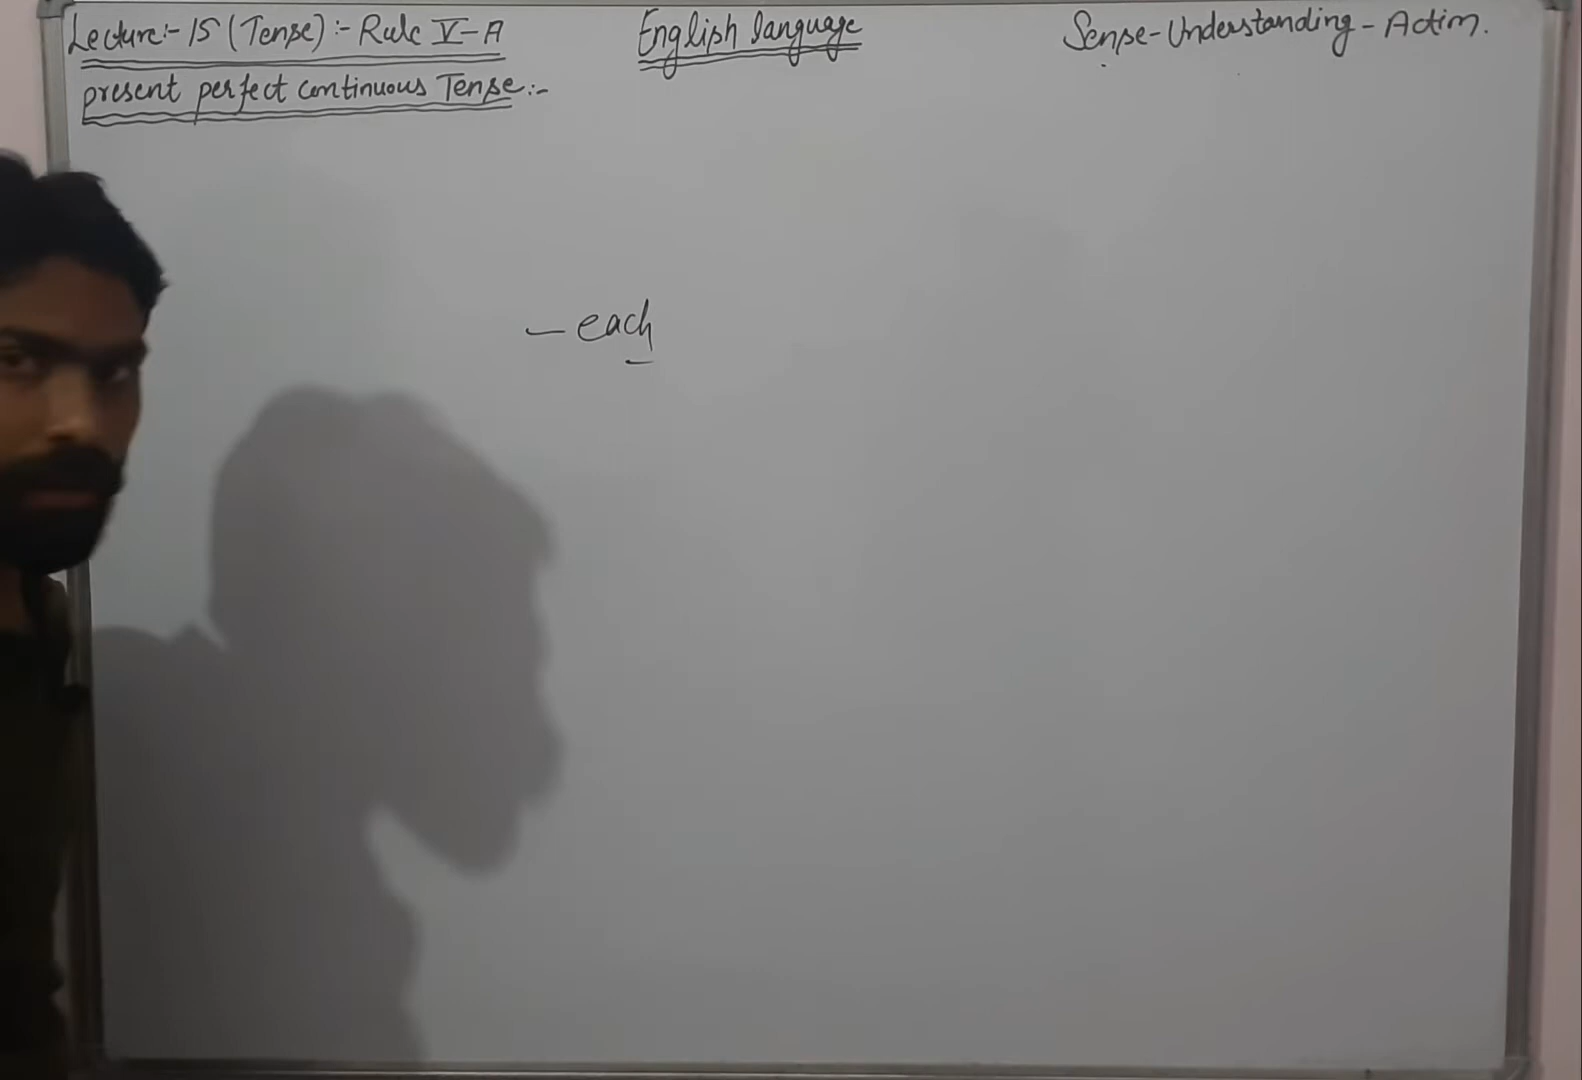 Lecture:- 15 (Tense):- Rule V-A
English language
Sense-Understanding-Action.
present perfect continuous Tense:-
- each